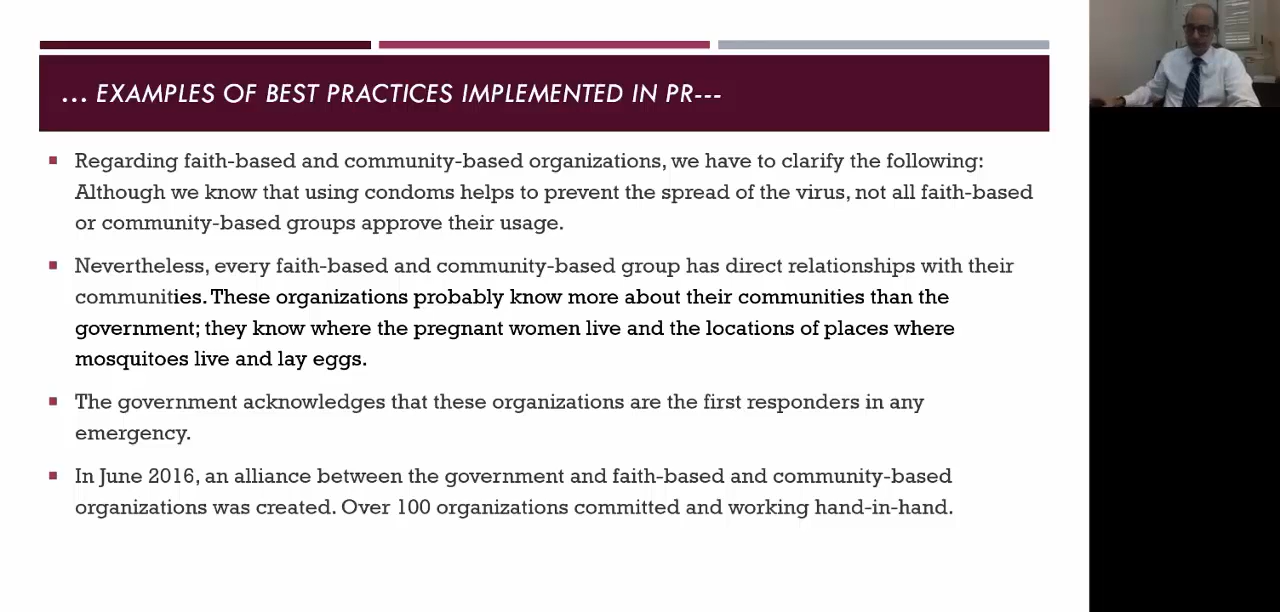 ... EXAMPLES OF BEST PRACTICES IMPLEMENTED IN PR---
Regarding faith-based and community-based organizations, we have to clarify the following:
Although we know that using condoms helps to prevent the spread of the virus, not all faith-based
or community-based groups approve their usage.
Nevertheless, every faith-based and community-based group has direct relationships with their
communities. These organizations probably know more about their communities than the
government; they know where the pregnant women live and the locations of places where
mosquitoes live and lay eggs.
The government acknowledges that these organizations are the first responders in any
emergency.
In June 2016, an alliance between the government and faith-based and community-based
organizations was created. Over 100 organizations committed and working hand-in-hand.